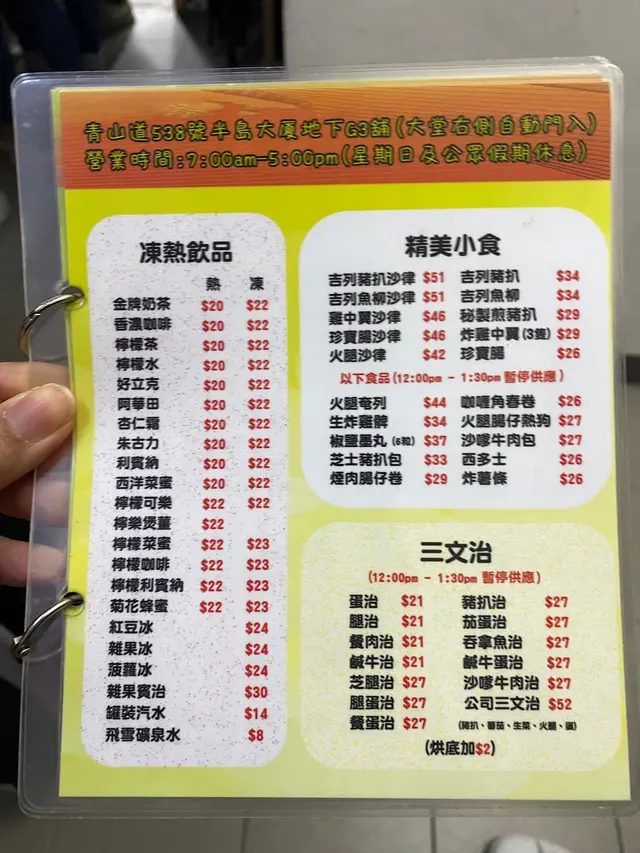 青山道538號半島大厦地下G3舖(大堂右側自動門入)
營業時間:7:00am-5:00pm(星期日及公眾假期休息)
凍熱飲品
熱 凍
金牌奶茶 $20 $22
香濃咖啡 $20 $22
檸檬茶 $20 $22
檸檬水 $20 $22
好立克 $20 $22
阿華田 $20 $22
杏仁霜 $20 $22
朱古力 $20 $22
利賓納 $20 $22
西洋菜蜜 $20 $22
檸檬可樂 $22 $22
檸樂煲薑 $22
檸檬菜蜜 $22 $23
檸檬咖啡 $22 $23
檸檬利賓納 $22 $23
菊花蜂蜜 $22 $23
紅豆冰 $24
雜果冰 $24
菠蘿冰 $24
雜果賓治 $30
罐裝汽水 $14
飛雪礦泉水 $8
精美小食
吉列豬扒沙律 $51 吉列豬扒 $34
吉列魚柳沙律 $51 吉列魚柳 $34
雞中翼沙律 $46 秘製煎豬扒 $29
珍寶腸沙律 $46 炸雞中翼(3隻) $29
火腿沙律 $42 珍寶腸 $26
以下食品(12:00pm - 1:30pm 暫停供應)
火腿奄列 $44 咖喱角春卷 $26
生炸雞髀 $34 火腿腸仔熱狗 $27
椒鹽墨丸(6粒) $37 沙嗲牛肉包 $27
芝士豬扒包 $33 西多士 $26
煙肉腸仔卷 $29 炸薯條 $26
三文治
(12:00pm - 1:30pm 暫停供應)
蛋治 $21 豬扒治 $27
腿治 $21 茄蛋治 $27
餐肉治 $21 吞拿魚治 $27
鹹牛治 $21 鹹牛蛋治 $27
芝腿治 $27 沙嗲牛肉治 $27
腿蛋治 $27 公司三文治 $52
餐蛋治 $27 (豬扒、蕃茄、生菜、火腿、蛋)
(烘底加$2)